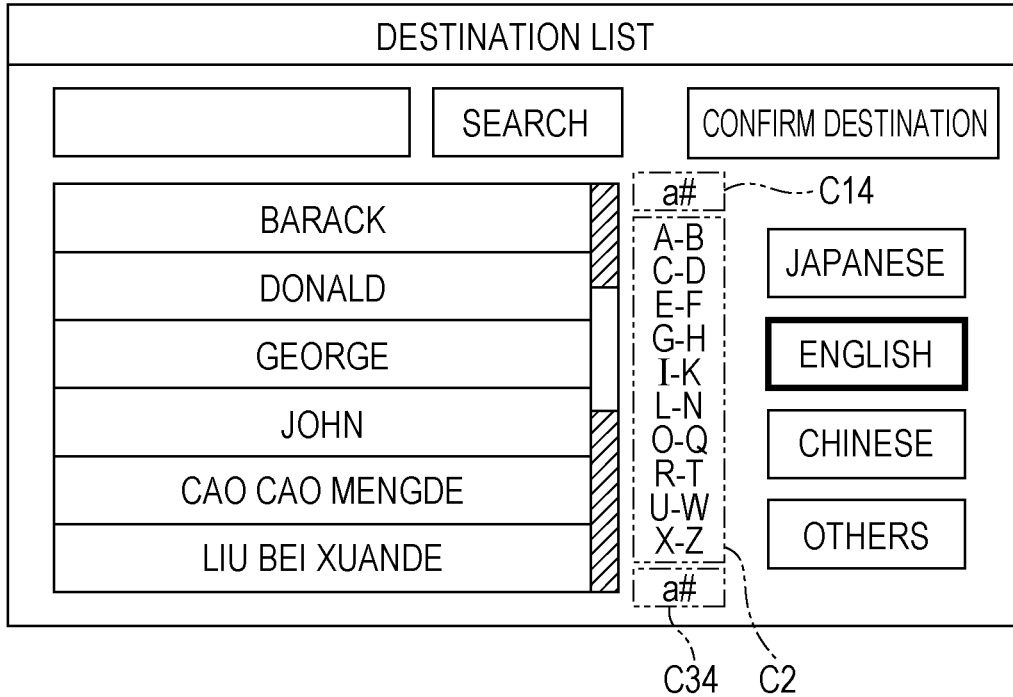 DESTINATION LIST
SEARCH
CONFIRM DESTINATION
BARACK
DONALD
GEORGE
JOHN
CAO CAO MENGDE
LIU BEI XUANDE
a#
A-B
C-D
E-F
G-H
I-K
L-N
O-Q
R-T
U-W
X-Z
a#
C14
JAPANESE
ENGLISH
CHINESE
OTHERS
C34
C2